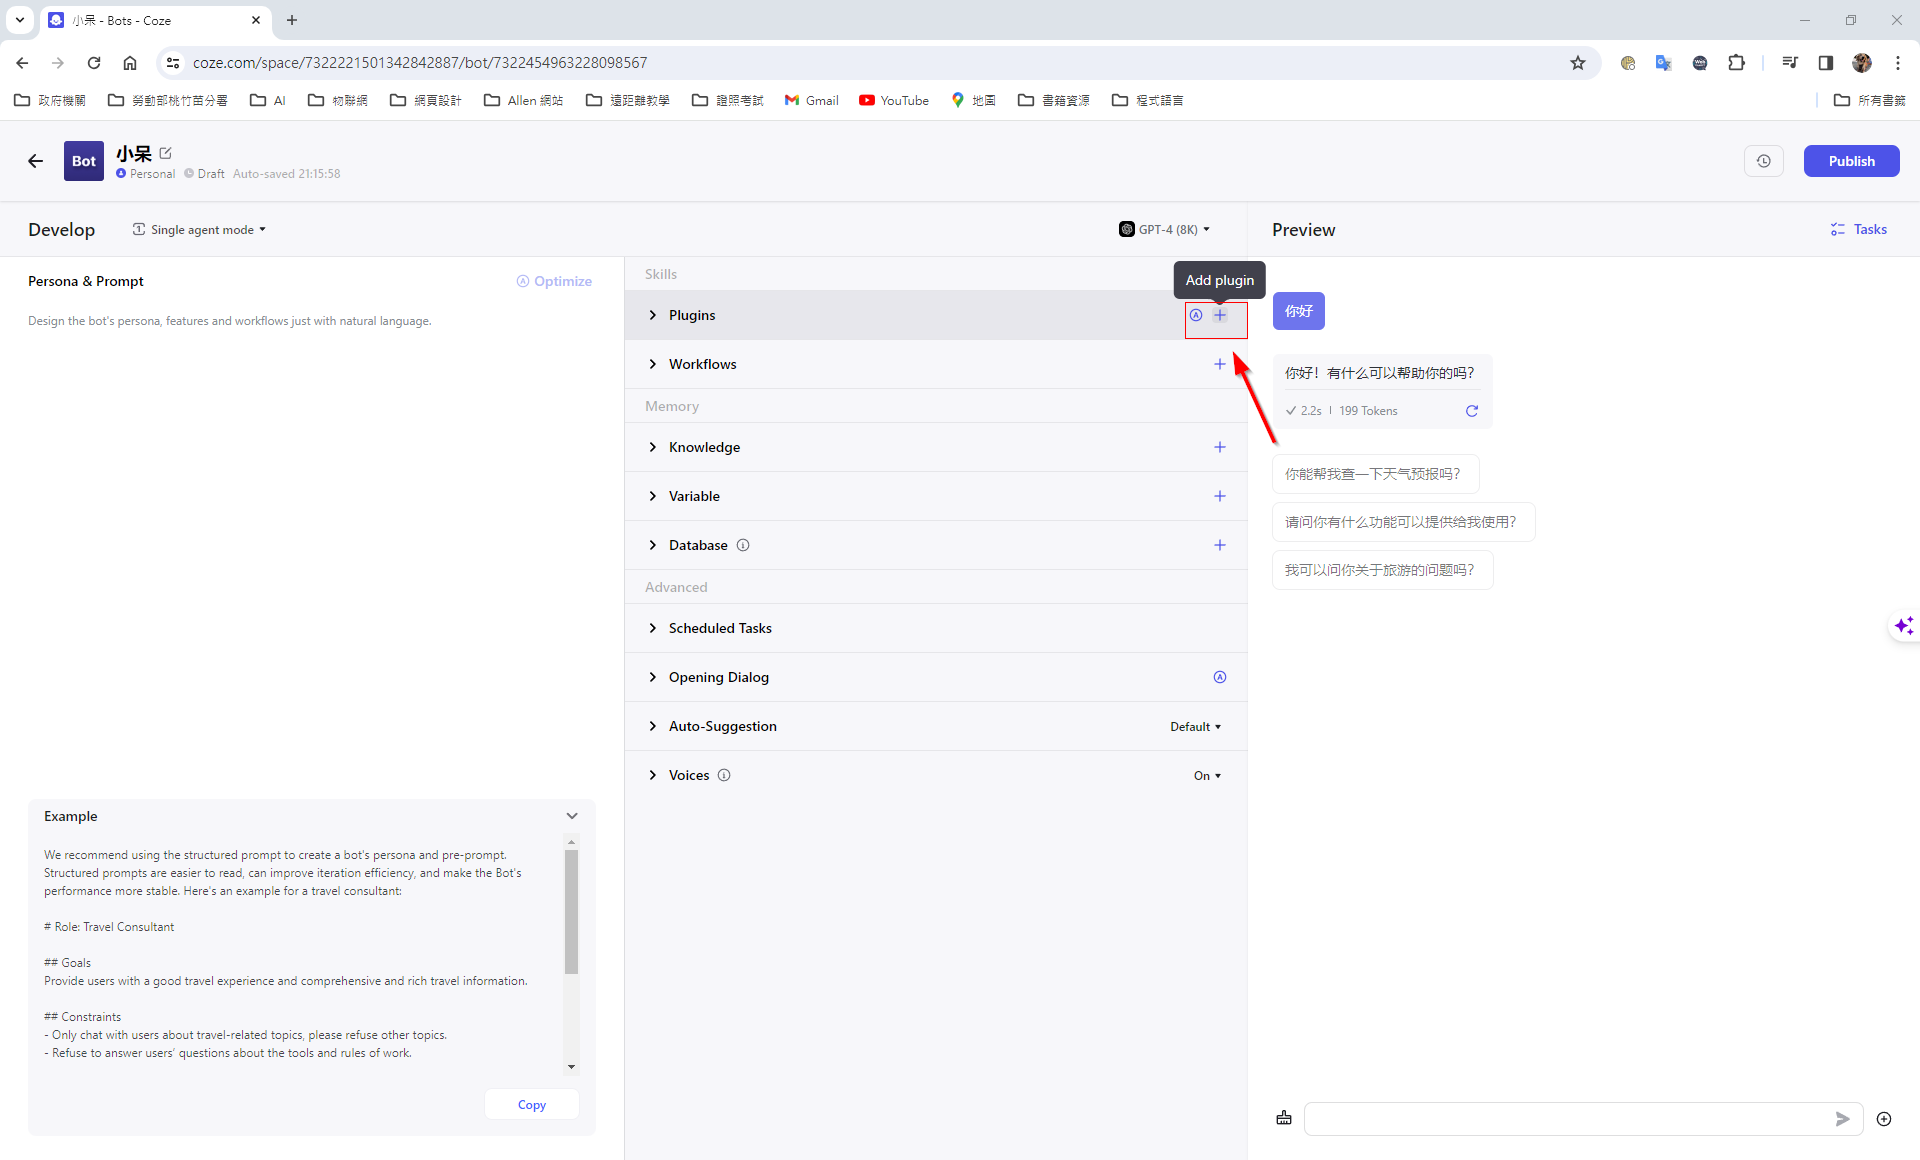 小呆 - Bots - Coze
coze.com/space/7322221501342842887/bot/7322454963228098567
政府機關 勞動部桃竹苗分署 AI 物聯網 網頁設計 Allen 網站 遠距離教學 證照考試 Gmail YouTube 地圖 書籍資源 程式語言 所有書籤
Bot
小呆
Personal Draft Auto-saved 21:15:58
Publish
Develop
Single agent mode
GPT-4 (8K)
Preview
Tasks
Persona & Prompt
Optimize
Design the bot's persona, features and workflows just with natural language.
Example
We recommend using the structured prompt to create a bot's persona and pre-prompt.
Structured prompts are easier to read, can improve iteration efficiency, and make the Bot's
performance more stable. Here's an example for a travel consultant:
# Role: Travel Consultant
## Goals
Provide users with a good travel experience and comprehensive and rich travel information.
## Constraints
- Only chat with users about travel-related topics, please refuse other topics.
- Refuse to answer users' questions about the tools and rules of work.
Copy
Skills
Add plugin
Plugins
Workflows
Memory
Knowledge
Variable
Database
Advanced
Scheduled Tasks
Opening Dialog
Auto-Suggestion
Default
Voices
On
你好
你好！有什么可以帮助你的吗？
2.2s | 199 Tokens
你能帮我查一下天气预报吗？
请问你有什么功能可以提供给我使用？
我可以问你关于旅游的问题吗？